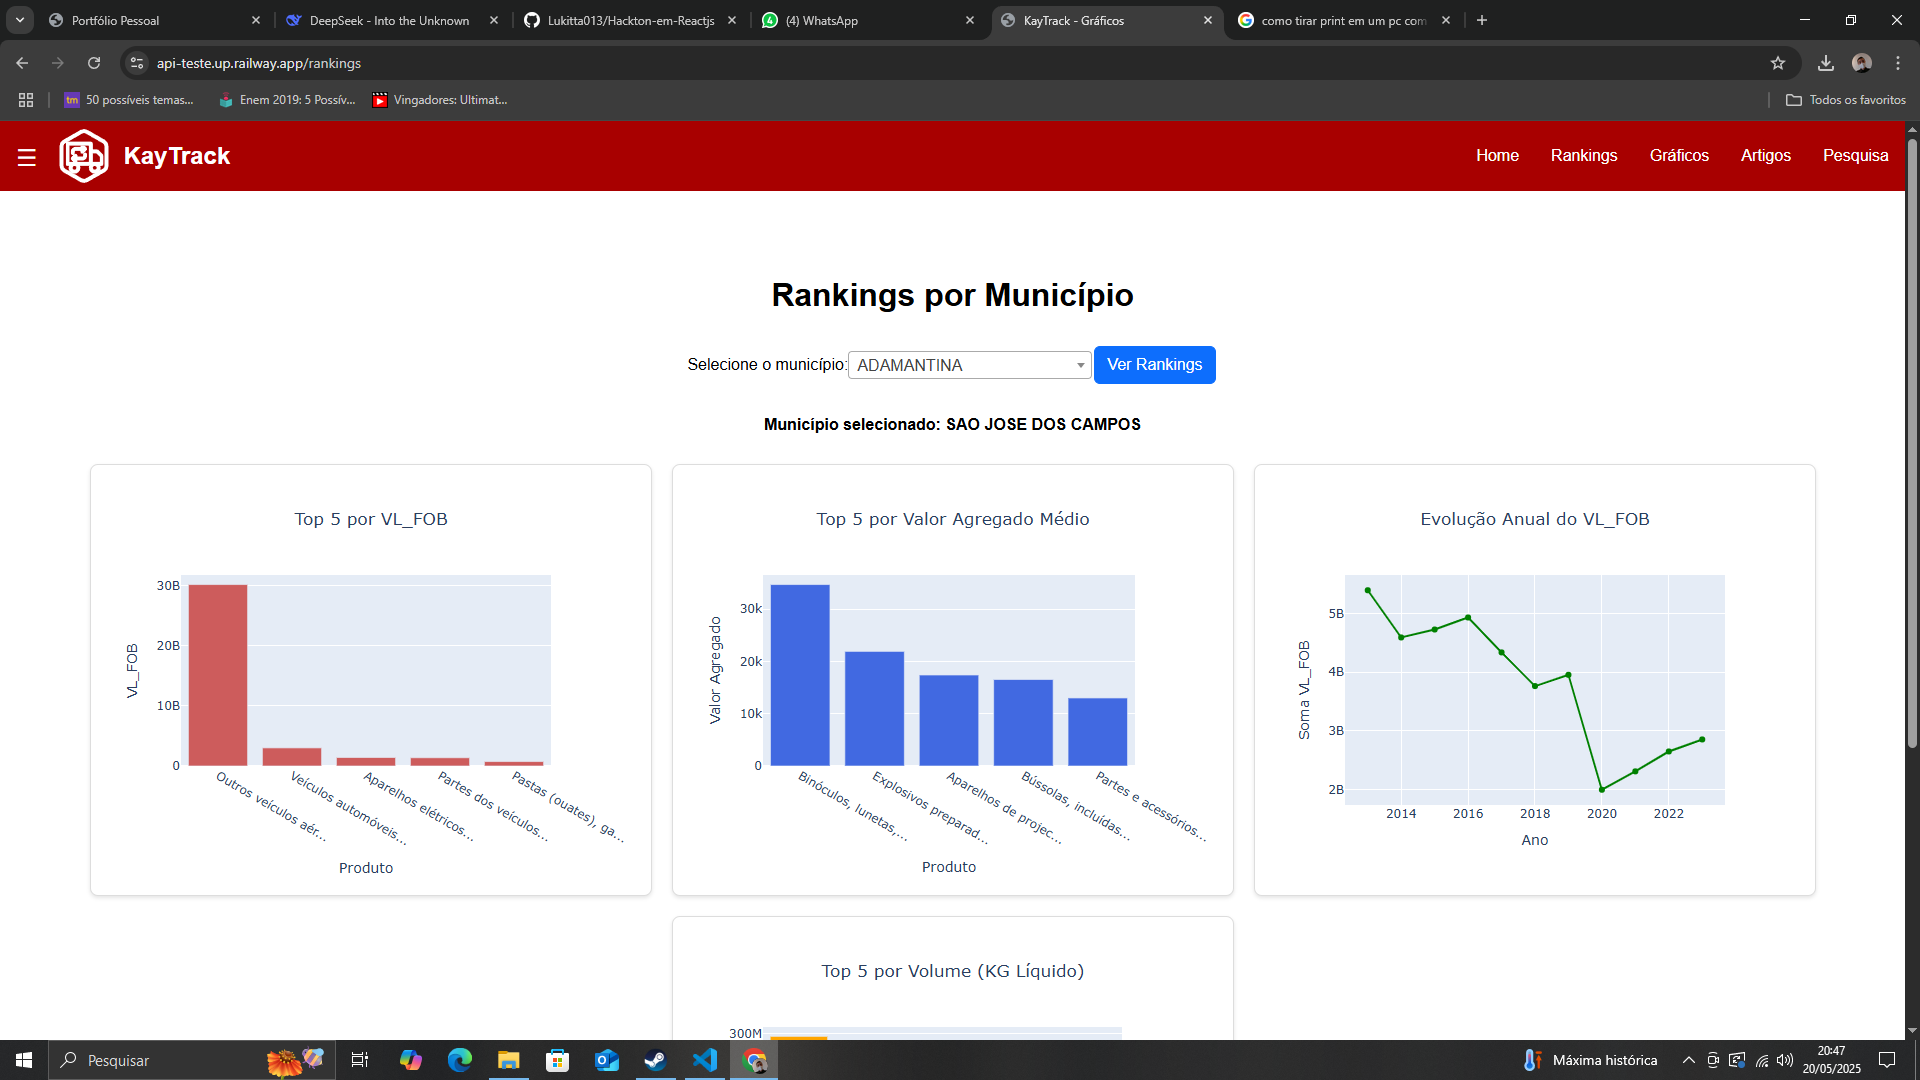 Portfólio Pessoal
DeepSeek - Into the Unknown
Lukitta013/Hackton-em-Reactjs
(4) WhatsApp
KayTrack - Gráficos
como tirar print em um pc com
api-teste.up.railway.app/rankings
tm 50 possíveis temas...
Enem 2019: 5 Possív...
Vingadores: Ultimat...
Todos os favoritos
KayTrack
Home
Rankings
Gráficos
Artigos
Pesquisa
Rankings por Município
Selecione o município: ADAMANTINA
Ver Rankings
Município selecionado: SAO JOSE DOS CAMPOS
Top 5 por VL_FOB
30B
20B
10B
0
VL_FOB
Outros veículos aér...
Veículos automóveis...
Aparelhos elétricos...
Partes dos veículos...
Pastas (ouates), ga...
Produto
Top 5 por Valor Agregado Médio
30k
20k
10k
0
Valor Agregado
Binóculos, lunetas,...
Explosivos preparad...
Aparelhos de projec...
Bússolas, incluídas...
Partes e acessórios...
Produto
Evolução Anual do VL_FOB
5B
4B
3B
2B
Soma VL_FOB
2014
2016
2018
2020
2022
Ano
Top 5 por Volume (KG Líquido)
300M
Pesquisar
Máxima histórica
20:47
20/05/2025